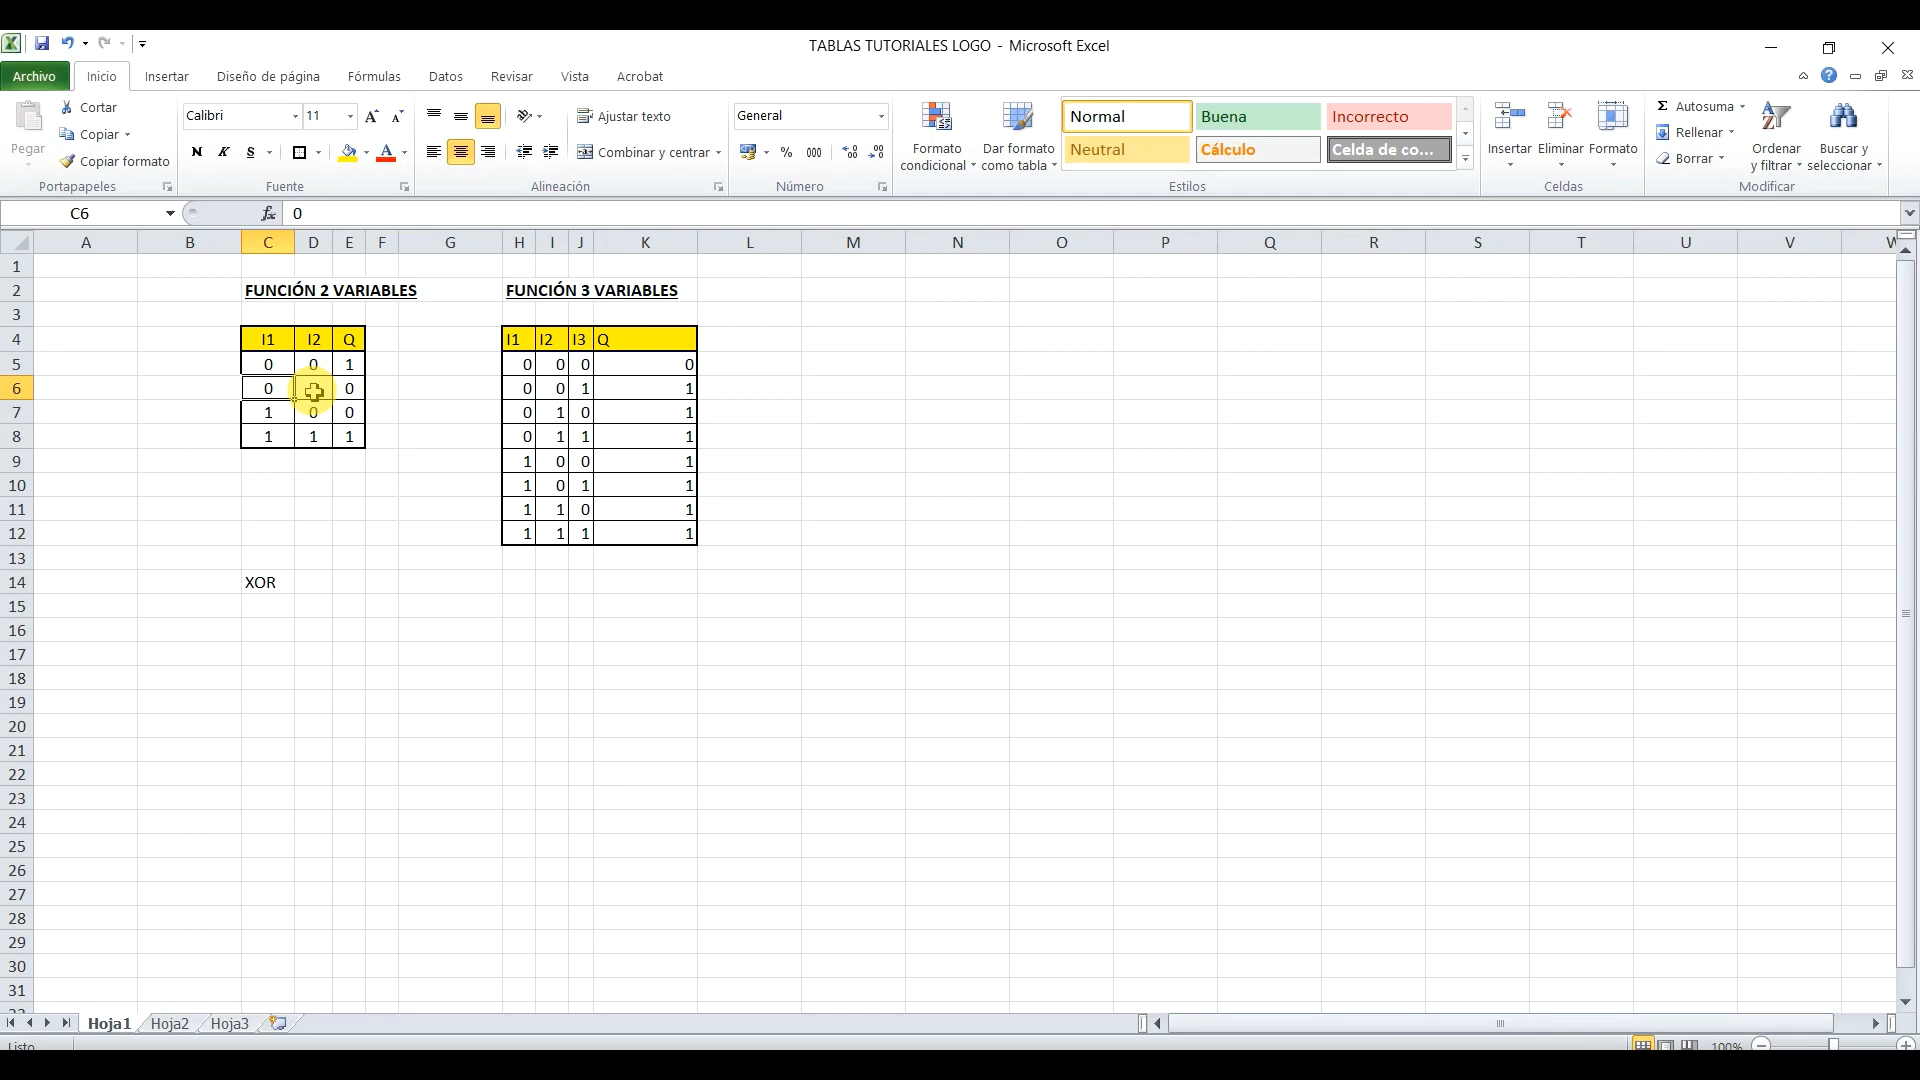 TABLAS TUTORIALES LOGO - Microsoft Excel
Archivo Inicio Insertar Diseño de página Fórmulas Datos Revisar Vista Acrobat
Pegar
Cortar
Copiar
Copiar formato
Portapapeles
Calibri 11
N K S
Fuente
Ajustar texto
Combinar y centrar
Alineación
General
% 000
Número
Formato condicional
Dar formato como tabla
Normal Buena Incorrecto
Neutral Cálculo Celda de co...
Estilos
Insertar Eliminar Formato
Celdas
Autosuma
Rellenar
Borrar
Ordenar y filtrar
Buscar y seleccionar
Modificar
C6 fx 0
A B C D E F G H I J K L M N O P Q R S T U V W
1
2 FUNCIÓN 2 VARIABLES FUNCIÓN 3 VARIABLES
3
4 I1 I2 Q I1 I2 I3 Q
5 0 0 1 0 0 0 0
6 0 0 0 0 1 1
7 1 0 0 0 1 0 1
8 1 1 1 0 1 1 1
9 1 0 0 1
10 1 0 1 1
11 1 1 0 1
12 1 1 1 1
13
14 XOR
15
16
17
18
19
20
21
22
23
24
25
26
27
28
29
30
31
Hoja1 Hoja2 Hoja3
Listo 100%